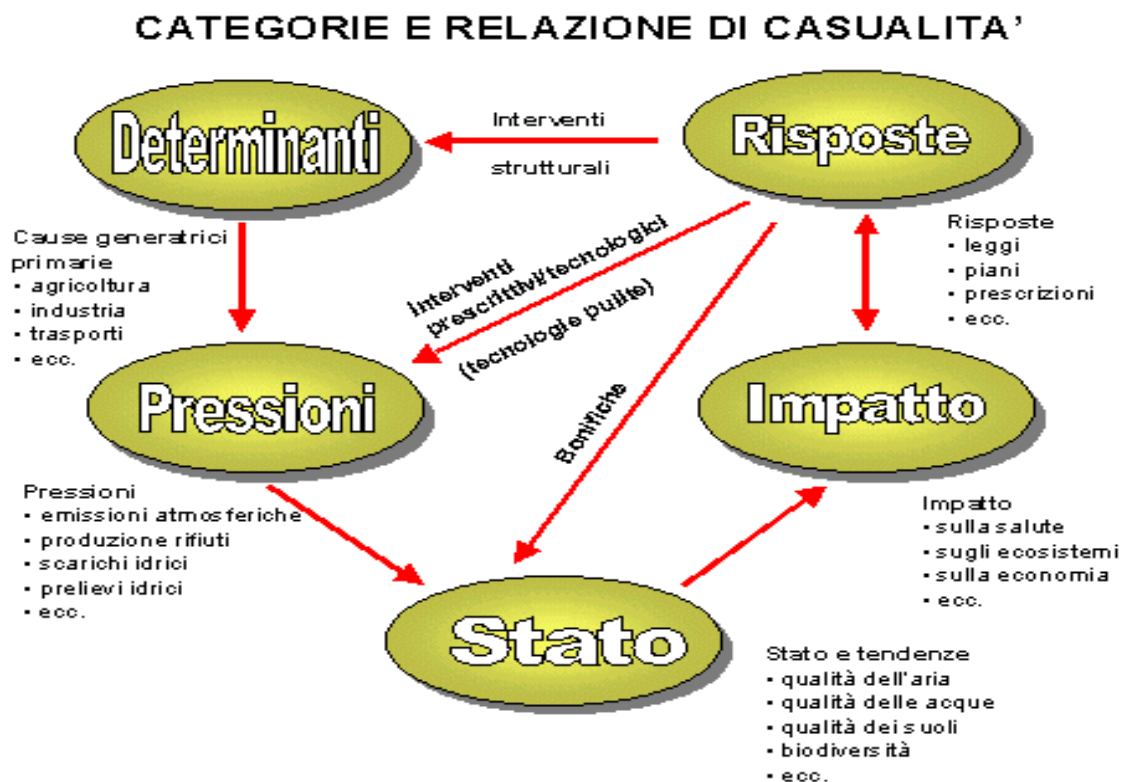 CATEGORIE E RELAZIONE DI CASUALITA'
Determinanti
Interventi
strutturali
Risposte
Cause generatrici
primarie
• agricoltura
• industria
• trasporti
• ecc.
Interventi
prescrittivi/tecnologici
(tecnologie pulite)
Bonifiche
Risposte
• leggi
• piani
• prescrizioni
• ecc.
Pressioni
Impatto
Pressioni
• emissioni atmosferiche
• produzione rifiuti
• scarichi idrici
• prelievi idrici
• ecc.
Impatto
• sulla salute
• sugli ecosistemi
• sulla economia
• ecc.
Stato
Stato e tendenze
• qualità dell'aria
• qualità delle acque
• qualità dei suoli
• biodiversità
• ecc.